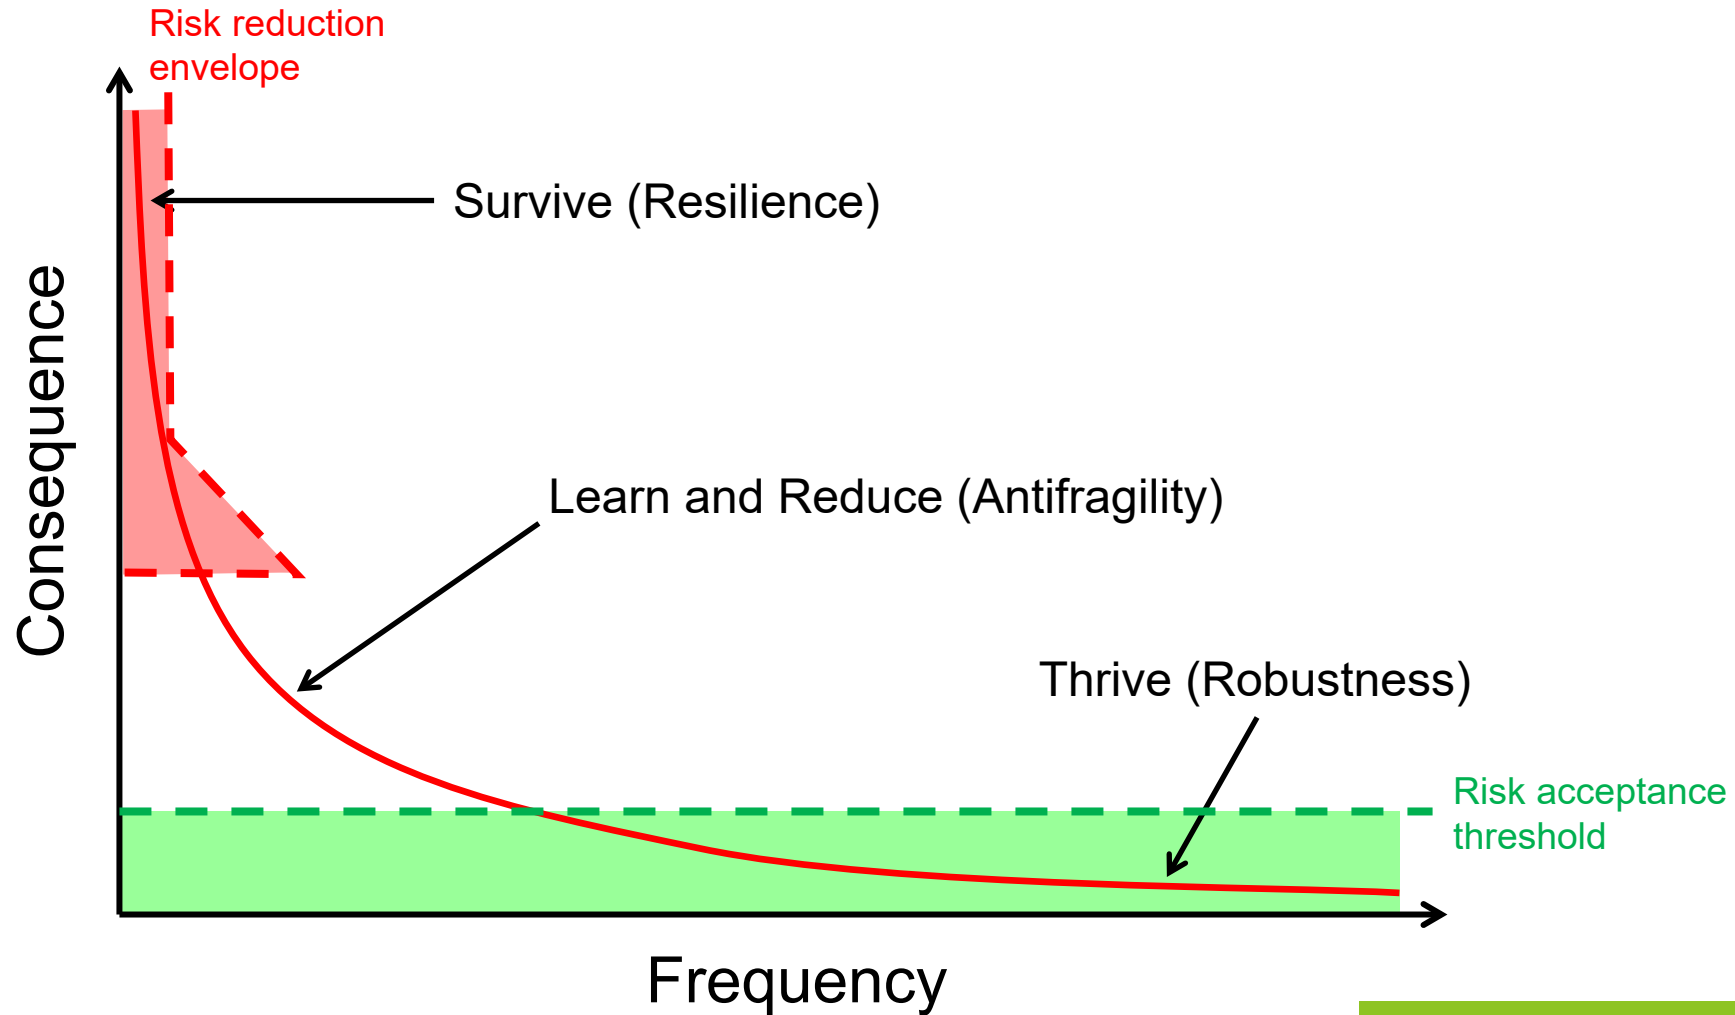 Risk reduction
envelope
Survive (Resilience)
Consequence
Learn and Reduce (Antifragility)
Thrive (Robustness)
Risk acceptance
threshold
Frequency